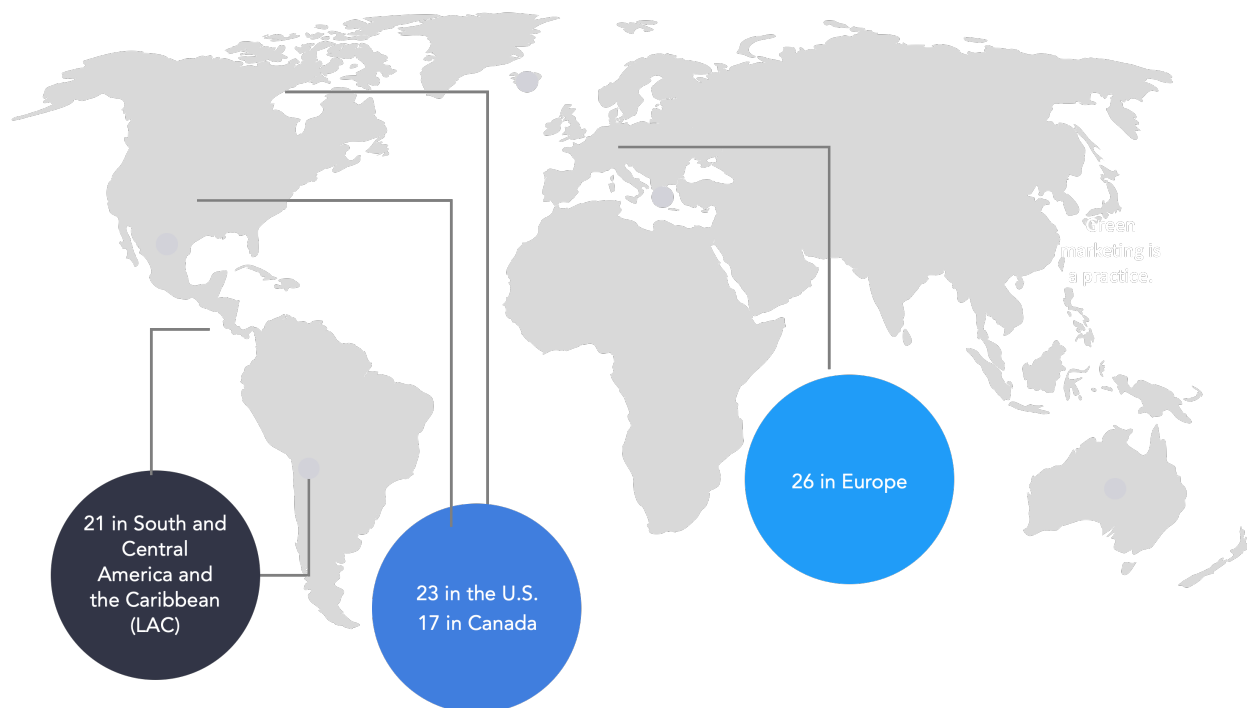 Green
marketing is
a practice.
26 in Europe
21 in South and
Central
America and
the Caribbean
(LAC)
23 in the U.S.
17 in Canada